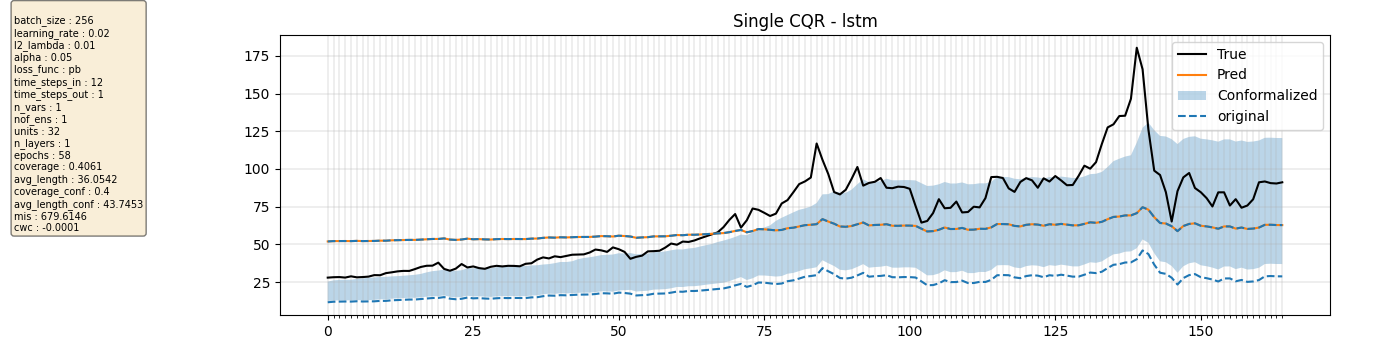 batch_size : 256
learning_rate : 0.02
l2_lambda : 0.01
alpha : 0.05
loss_func : pb
time_steps_in : 12
time_steps_out : 1
n_vars : 1
nof_ens : 1
units : 32
n_layers : 1
epochs : 58
coverage : 0.4061
avg_length : 36.0542
coverage_conf : 0.4
avg_length_conf : 43.7453
mis : 679.6146
cwc : -0.0001
Single CQR - lstm
175
150
125
100
75
50
25
0 25 50 75 100 125 150
True
Pred
Conformalized
original